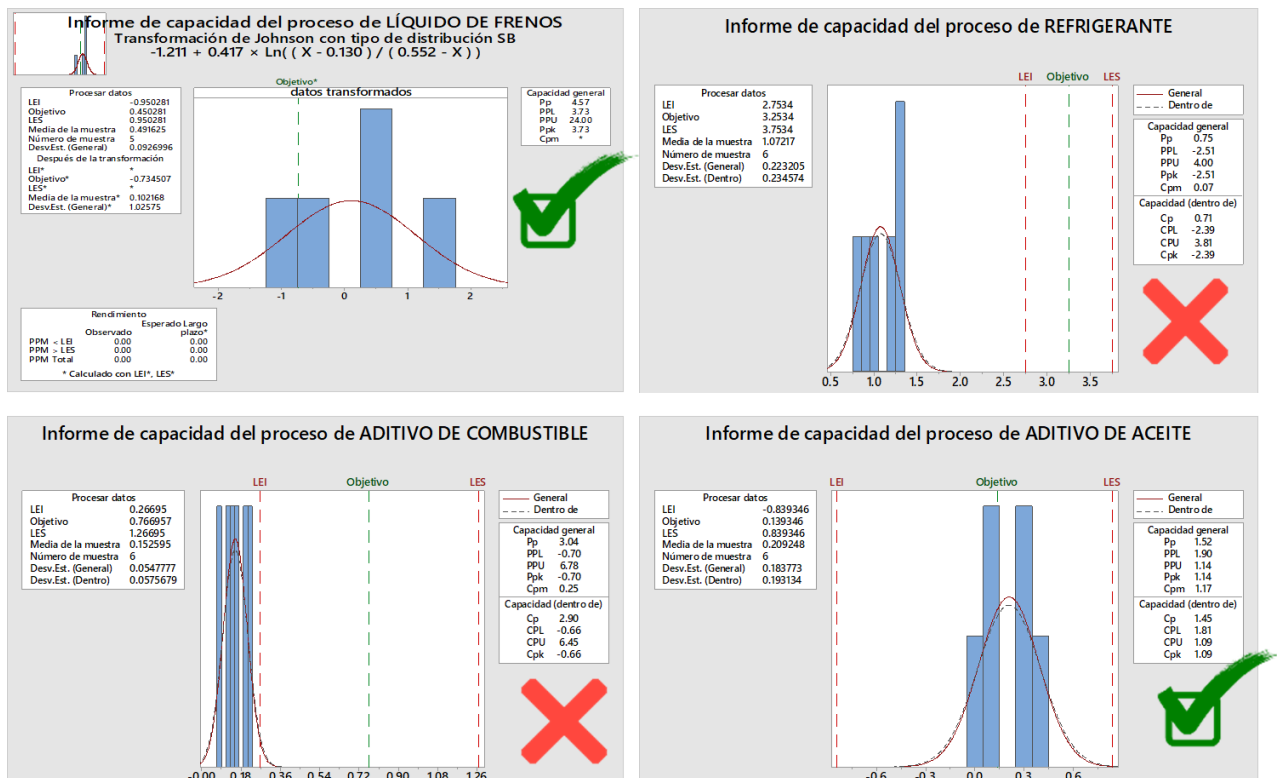 Informe de capacidad del proceso de LÍQUIDO DE FRENOS
Transformación de Johnson con tipo de distribución SB
-1.211 + 0.417 × Ln( ( X - 0.130 ) / ( 0.552 - X ) )
Procesar datos
LEI -0.950281
Objetivo 0.450281
LES 0.950281
Media de la muestra 0.491625
Número de muestra 5
Desv.Est. (General) 0.0926996
Después de la transformación
LEI* *
Objetivo* -0.734507
LES* *
Media de la muestra* 0.102168
Desv.Est. (General)* 1.02575
Objetivo*
datos transformados
-2 -1 0 1 2
Capacidad general
Pp 4.57
PPL 3.73
PPU 24.00
Ppk 3.73
Cpm *
Rendimiento
Esperado Largo
Observado plazo*
PPM < LEI 0.00 0.00
PPM > LES 0.00 0.00
PPM Total 0.00 0.00
* Calculado con LEI*, LES*
Informe de capacidad del proceso de REFRIGERANTE
Procesar datos
LEI 2.7534
Objetivo 3.2534
LES 3.7534
Media de la muestra 1.07217
Número de muestra 6
Desv.Est. (General) 0.223205
Desv.Est. (Dentro) 0.234574
LEI Objetivo LES
0.5 1.0 1.5 2.0 2.5 3.0 3.5
General
Dentro de
Capacidad general
Pp 0.75
PPL -2.51
PPU 4.00
Ppk -2.51
Cpm 0.07
Capacidad (dentro de)
Cp 0.71
CPL -2.39
CPU 3.81
Cpk -2.39
Informe de capacidad del proceso de ADITIVO DE COMBUSTIBLE
Procesar datos
LEI 0.26695
Objetivo 0.766957
LES 1.26695
Media de la muestra 0.152595
Número de muestra 6
Desv.Est. (General) 0.0547777
Desv.Est. (Dentro) 0.0575679
LEI Objetivo LES
-0.00 0.18 0.36 0.54 0.72 0.90 1.08 1.26
General
Dentro de
Capacidad general
Pp 3.04
PPL -0.70
PPU 6.78
Ppk -0.70
Cpm 0.25
Capacidad (dentro de)
Cp 2.90
CPL -0.66
CPU 6.45
Cpk -0.66
Informe de capacidad del proceso de ADITIVO DE ACEITE
Procesar datos
LEI -0.839346
Objetivo 0.139346
LES 0.839346
Media de la muestra 0.209248
Número de muestra 6
Desv.Est. (General) 0.183773
Desv.Est. (Dentro) 0.193134
LEI Objetivo LES
-0.6 -0.3 0.0 0.3 0.6
General
Dentro de
Capacidad general
Pp 1.52
PPL 1.90
PPU 1.14
Ppk 1.14
Cpm 1.17
Capacidad (dentro de)
Cp 1.45
CPL 1.81
CPU 1.09
Cpk 1.09